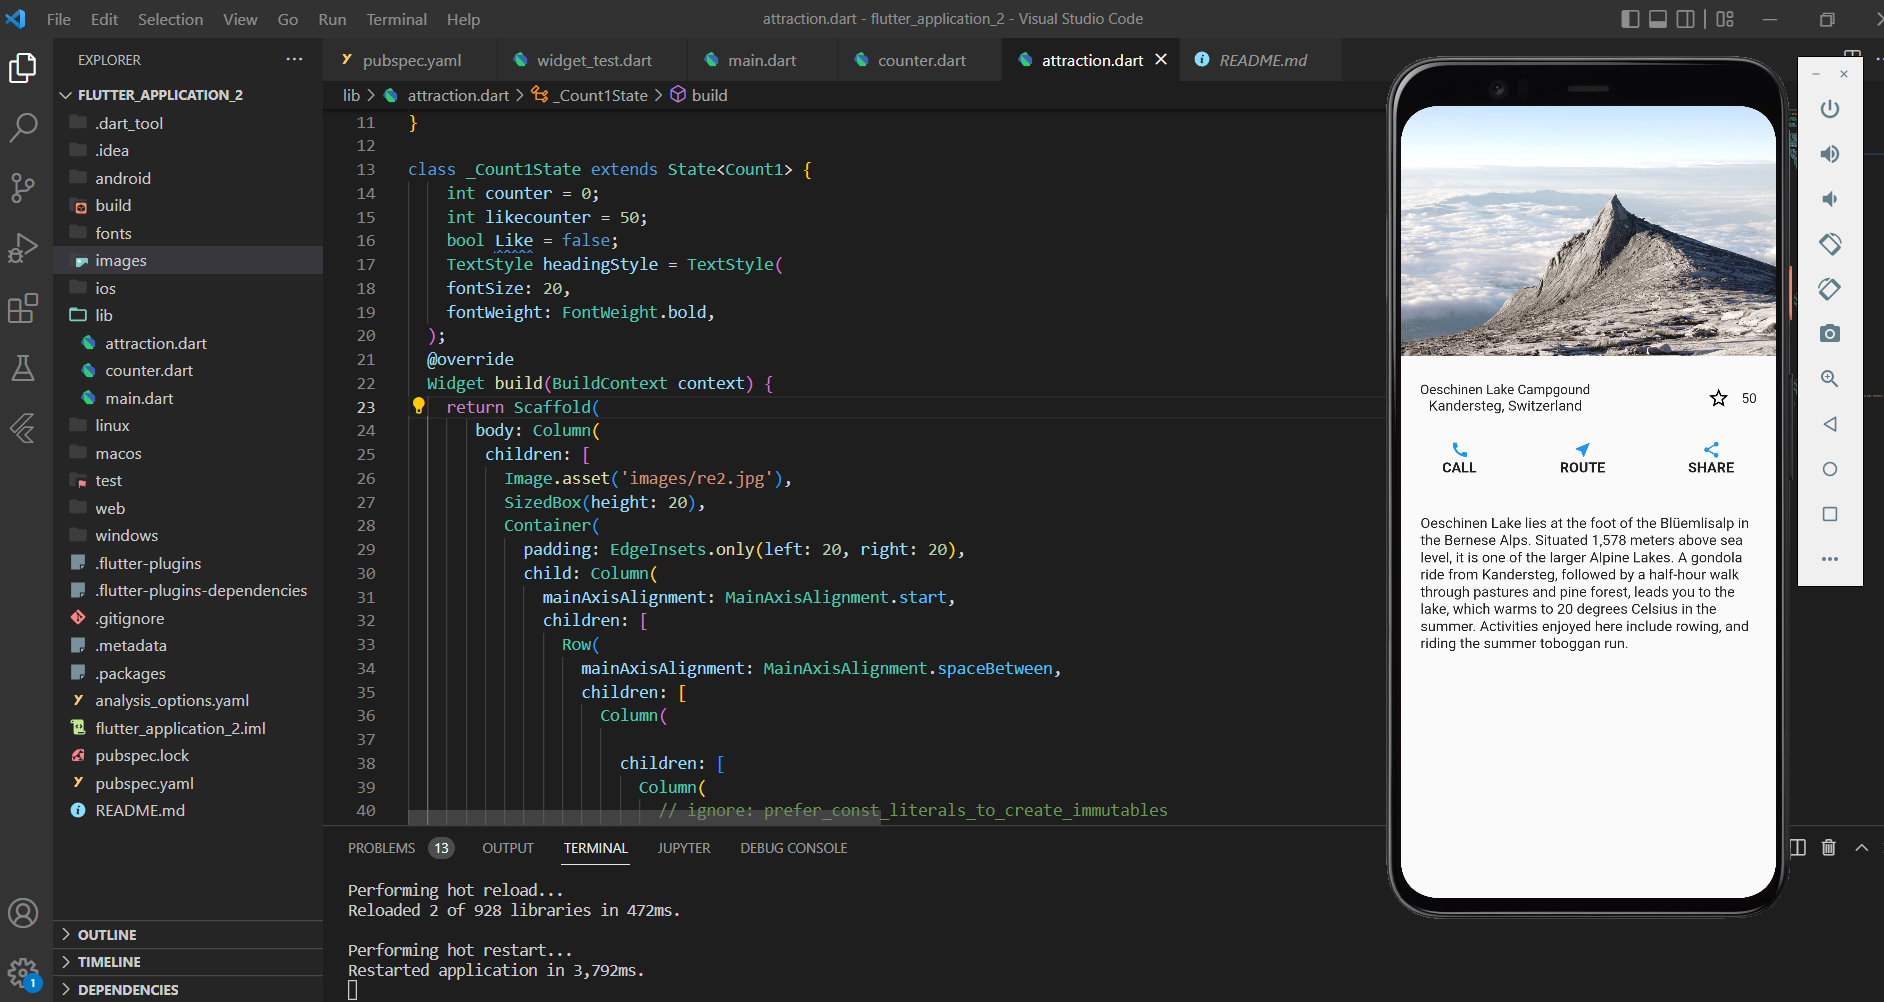 File Edit Selection View Go Run Terminal Help
attraction.dart - flutter_application_2 - Visual Studio Code
EXPLORER
FLUTTER_APPLICATION_2
.dart_tool
.idea
android
build
fonts
images
ios
lib
attraction.dart
counter.dart
main.dart
linux
macos
test
web
windows
.flutter-plugins
.flutter-plugins-dependencies
.gitignore
.metadata
.packages
analysis_options.yaml
flutter_application_2.iml
pubspec.lock
pubspec.yaml
README.md
OUTLINE
TIMELINE
DEPENDENCIES
1
pubspec.yaml widget_test.dart main.dart counter.dart attraction.dart README.md
lib > attraction.dart > _Count1State > build
11 }
12
13 class _Count1State extends State<Count1> {
14 int counter = 0;
15 int likecounter = 50;
16 bool Like = false;
17 TextStyle headingStyle = TextStyle(
18 fontSize: 20,
19 fontWeight: FontWeight.bold,
20 );
21 @override
22 Widget build(BuildContext context) {
23 return Scaffold(
24 body: Column(
25 children: [
26 Image.asset('images/re2.jpg'),
27 SizedBox(height: 20),
28 Container(
29 padding: EdgeInsets.only(left: 20, right: 20),
30 child: Column(
31 mainAxisAlignment: MainAxisAlignment.start,
32 children: [
33 Row(
34 mainAxisAlignment: MainAxisAlignment.spaceBetween,
35 children: [
36 Column(
37
38 children: [
39 Column(
40 // ignore: prefer_const_literals_to_create_immutables
PROBLEMS 13 OUTPUT TERMINAL JUPYTER DEBUG CONSOLE
Performing hot reload...
Reloaded 2 of 928 libraries in 472ms.
Performing hot restart...
Restarted application in 3,792ms.
Oeschinen Lake Campgound
Kandersteg, Switzerland
50
CALL ROUTE SHARE
Oeschinen Lake lies at the foot of the Blüemlisalp in
the Bernese Alps. Situated 1,578 meters above sea
level, it is one of the larger Alpine Lakes. A gondola
ride from Kandersteg, followed by a half-hour walk
through pastures and pine forest, leads you to the
lake, which warms to 20 degrees Celsius in the
summer. Activities enjoyed here include rowing, and
riding the summer toboggan run.